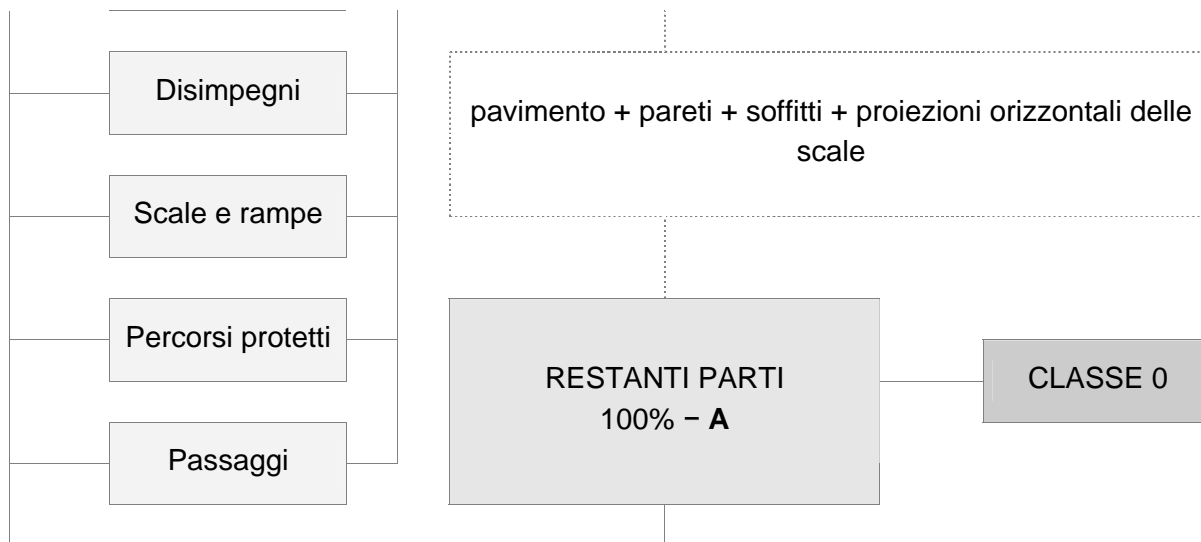 Disimpegni
Scale e rampe
Percorsi protetti
Passaggi
pavimento + pareti + soffitti + proiezioni orizzontali delle
scale
RESTANTI PARTI
100% − A
CLASSE 0